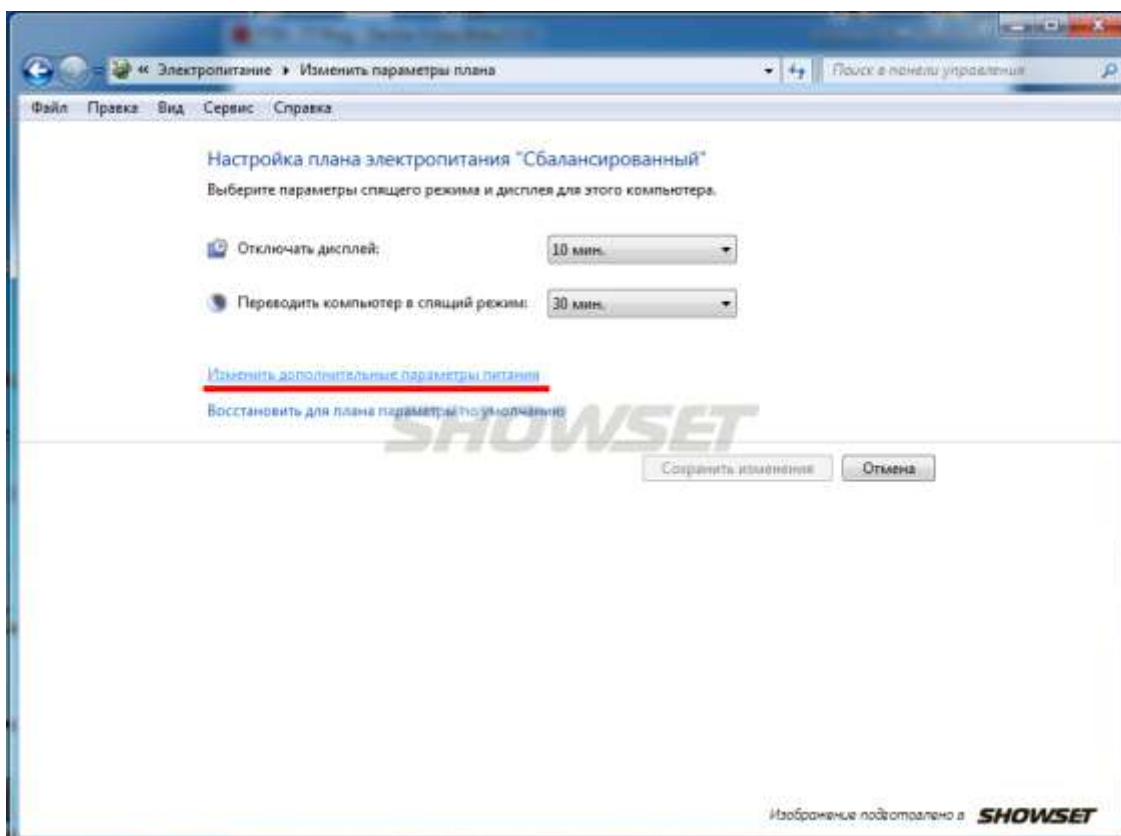 « Электропитание ▸ Изменить параметры плана
Поиск в панели управления
Файл Правка Вид Сервис Справка
Настройка плана электропитания "Сбалансированный"
Выберите параметры спящего режима и дисплея для этого компьютера.
Отключать дисплей: 10 мин.
Переводить компьютер в спящий режим: 30 мин.
Изменить дополнительные параметры питания
Восстановить для плана параметры по умолчанию
SHOWSET
Сохранить изменения Отмена
Изображение подготовлено в SHOWSET